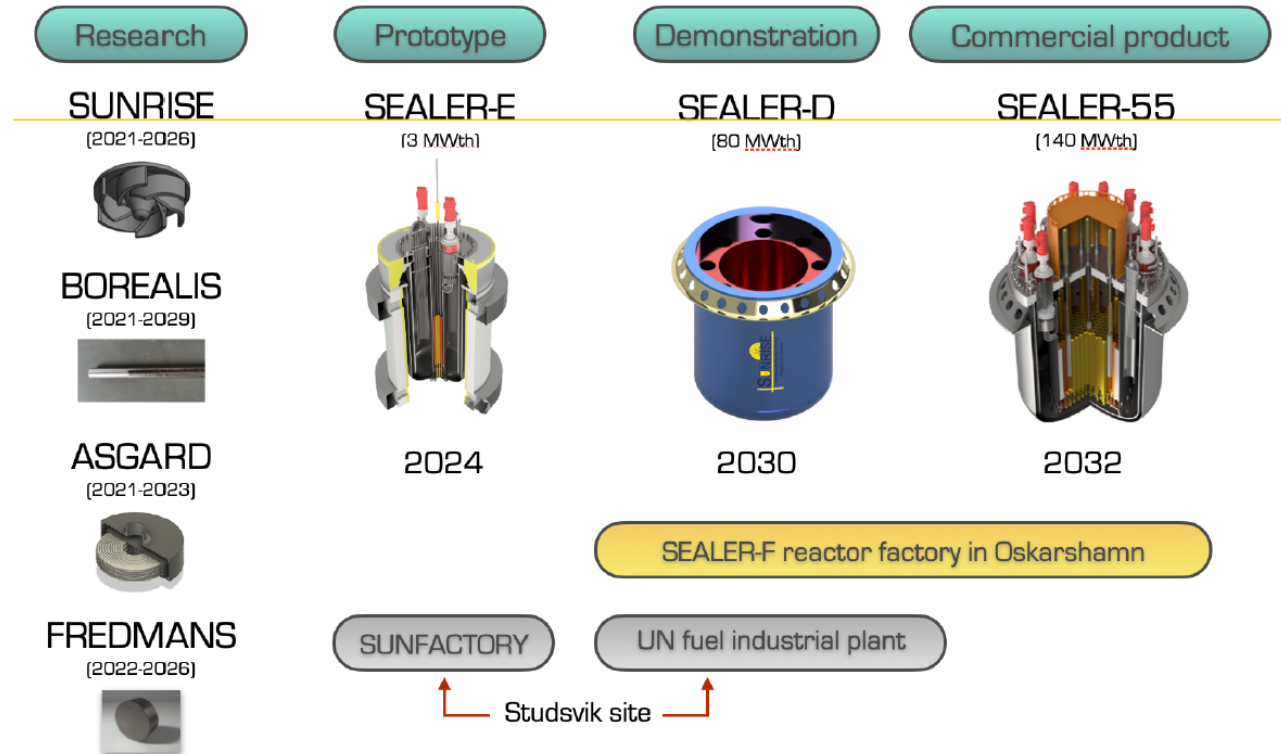 Research
Prototype
Demonstration
Commercial product
SUNRISE
(2021-2026)
BOREALIS
(2021-2029)
ASGARD
(2021-2023)
FREDMANS
(2022-2026)
SEALER-E
(3 MWth)
2024
SEALER-D
(80 MWth)
SUNRISE
2030
SEALER-55
(140 MWth)
2032
SEALER-F reactor factory in Oskarshamn
SUNFACTORY
UN fuel industrial plant
Studsvik site